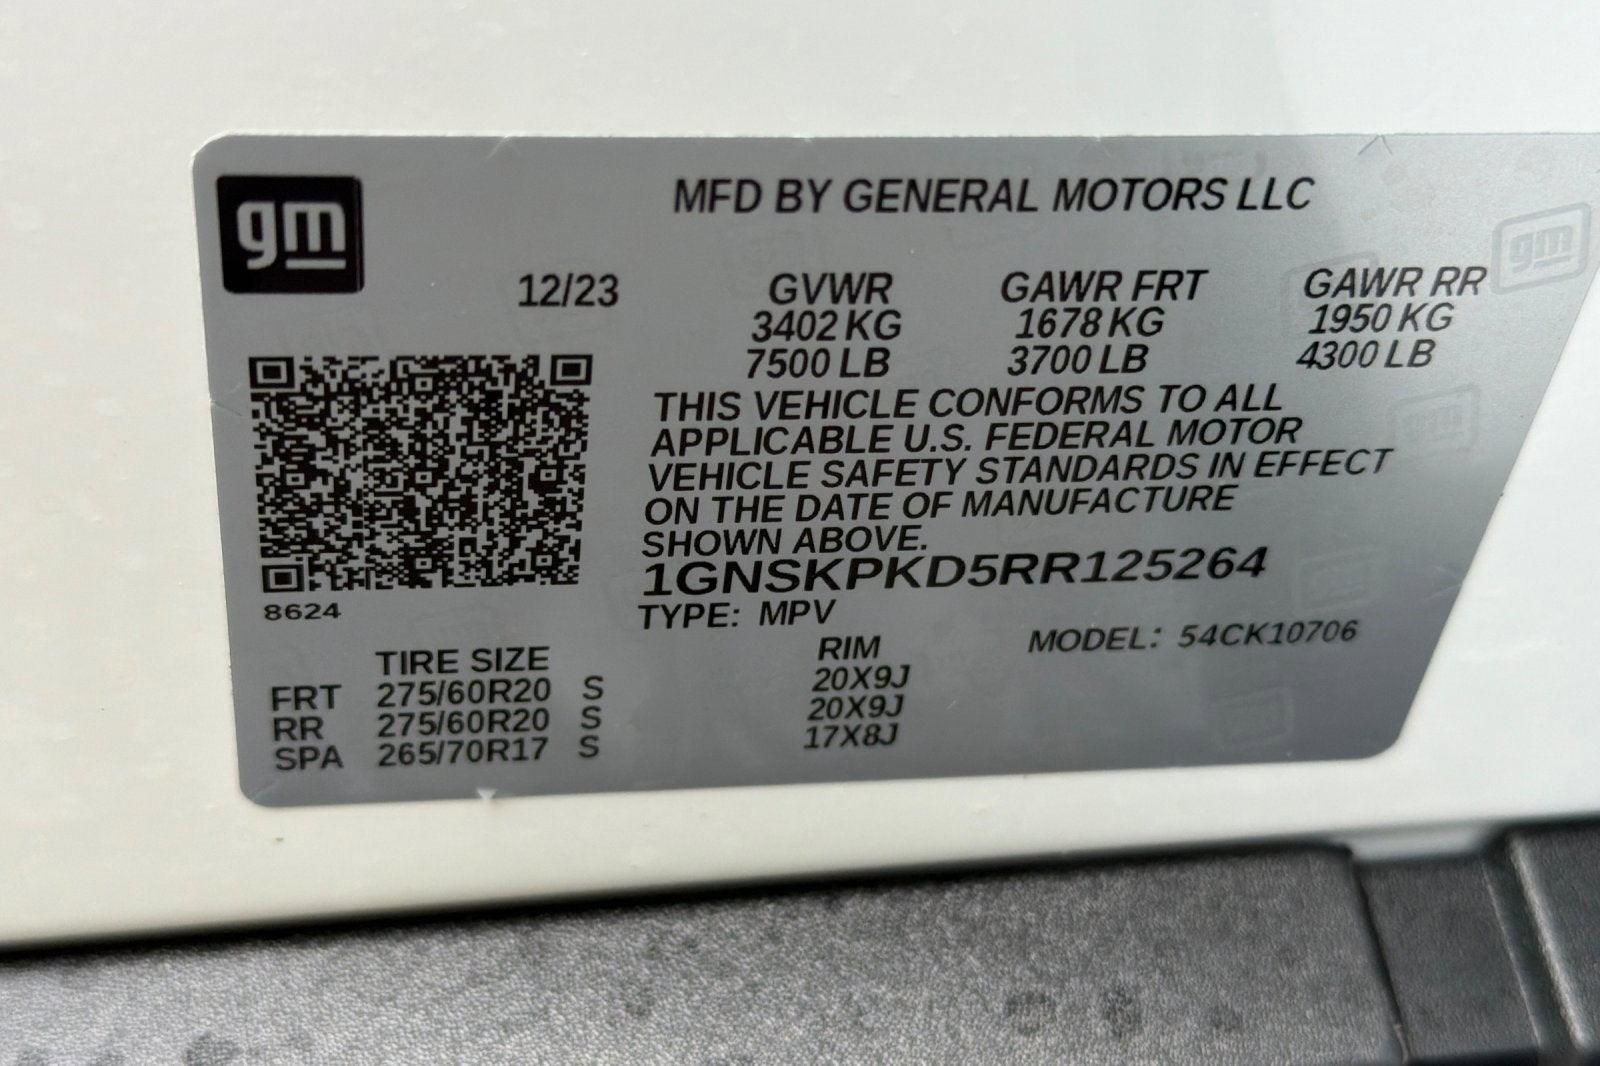 gm
MFD BY GENERAL MOTORS LLC
12/23 GVWR GAWR FRT GAWR RR
3402 KG 1678 KG 1950 KG
7500 LB 3700 LB 4300 LB
THIS VEHICLE CONFORMS TO ALL
APPLICABLE U.S. FEDERAL MOTOR
VEHICLE SAFETY STANDARDS IN EFFECT
ON THE DATE OF MANUFACTURE
SHOWN ABOVE.
1GNSKPKD5RR125264
8624
TYPE: MPV
MODEL: 54CK10706
TIRE SIZE RIM
FRT 275/60R20 S 20X9J
RR 275/60R20 S 20X9J
SPA 265/70R17 S 17X8J
gm